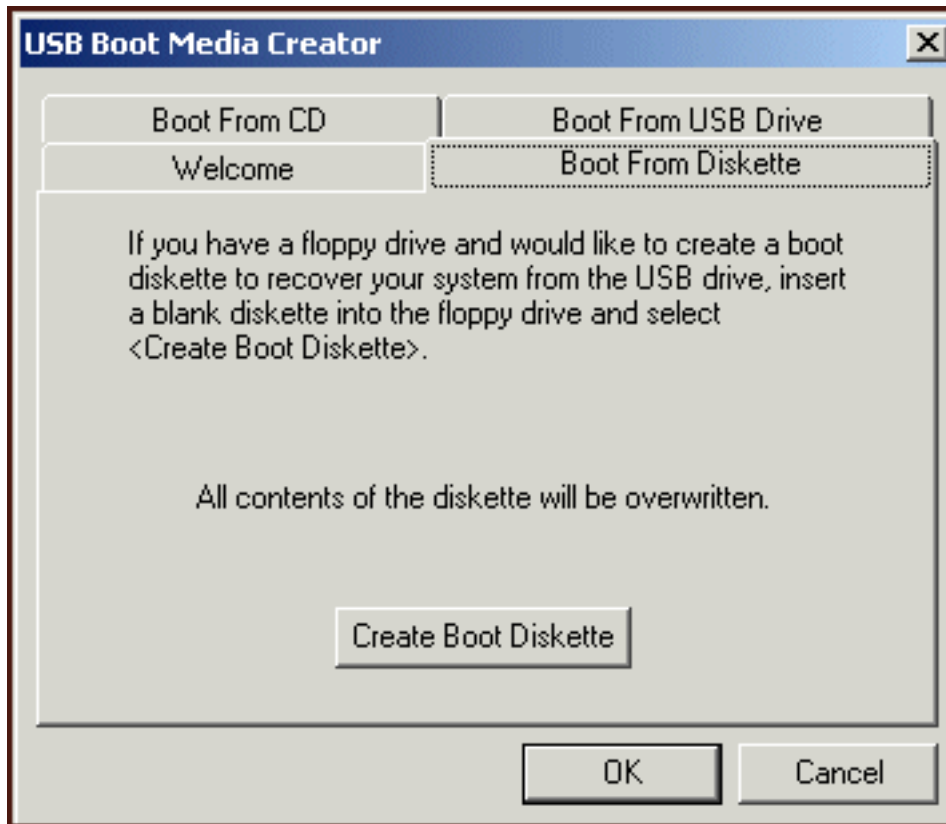 USB Boot Media Creator
Boot From CD
Boot From USB Drive
Welcome
Boot From Diskette
If you have a floppy drive and would like to create a boot
diskette to recover your system from the USB drive, insert
a blank diskette into the floppy drive and select
<Create Boot Diskette>.
All contents of the diskette will be overwritten.
Create Boot Diskette
OK
Cancel